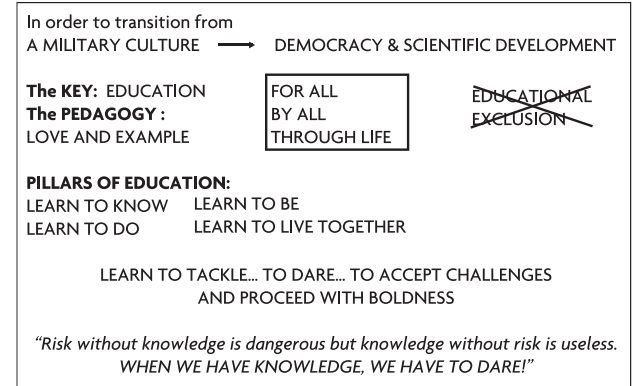 In order to transition from
A MILITARY CULTURE ⟶ DEMOCRACY & SCIENTIFIC DEVELOPMENT
The KEY: EDUCATION
The PEDAGOGY :
LOVE AND EXAMPLE
FOR ALL
BY ALL
THROUGH LIFE
EDUCATIONAL
EXCLUSION
PILLARS OF EDUCATION:
LEARN TO KNOW LEARN TO BE
LEARN TO DO LEARN TO LIVE TOGETHER
LEARN TO TACKLE... TO DARE... TO ACCEPT CHALLENGES
AND PROCEED WITH BOLDNESS
“Risk without knowledge is dangerous but knowledge without risk is useless.
WHEN WE HAVE KNOWLEDGE, WE HAVE TO DARE!”